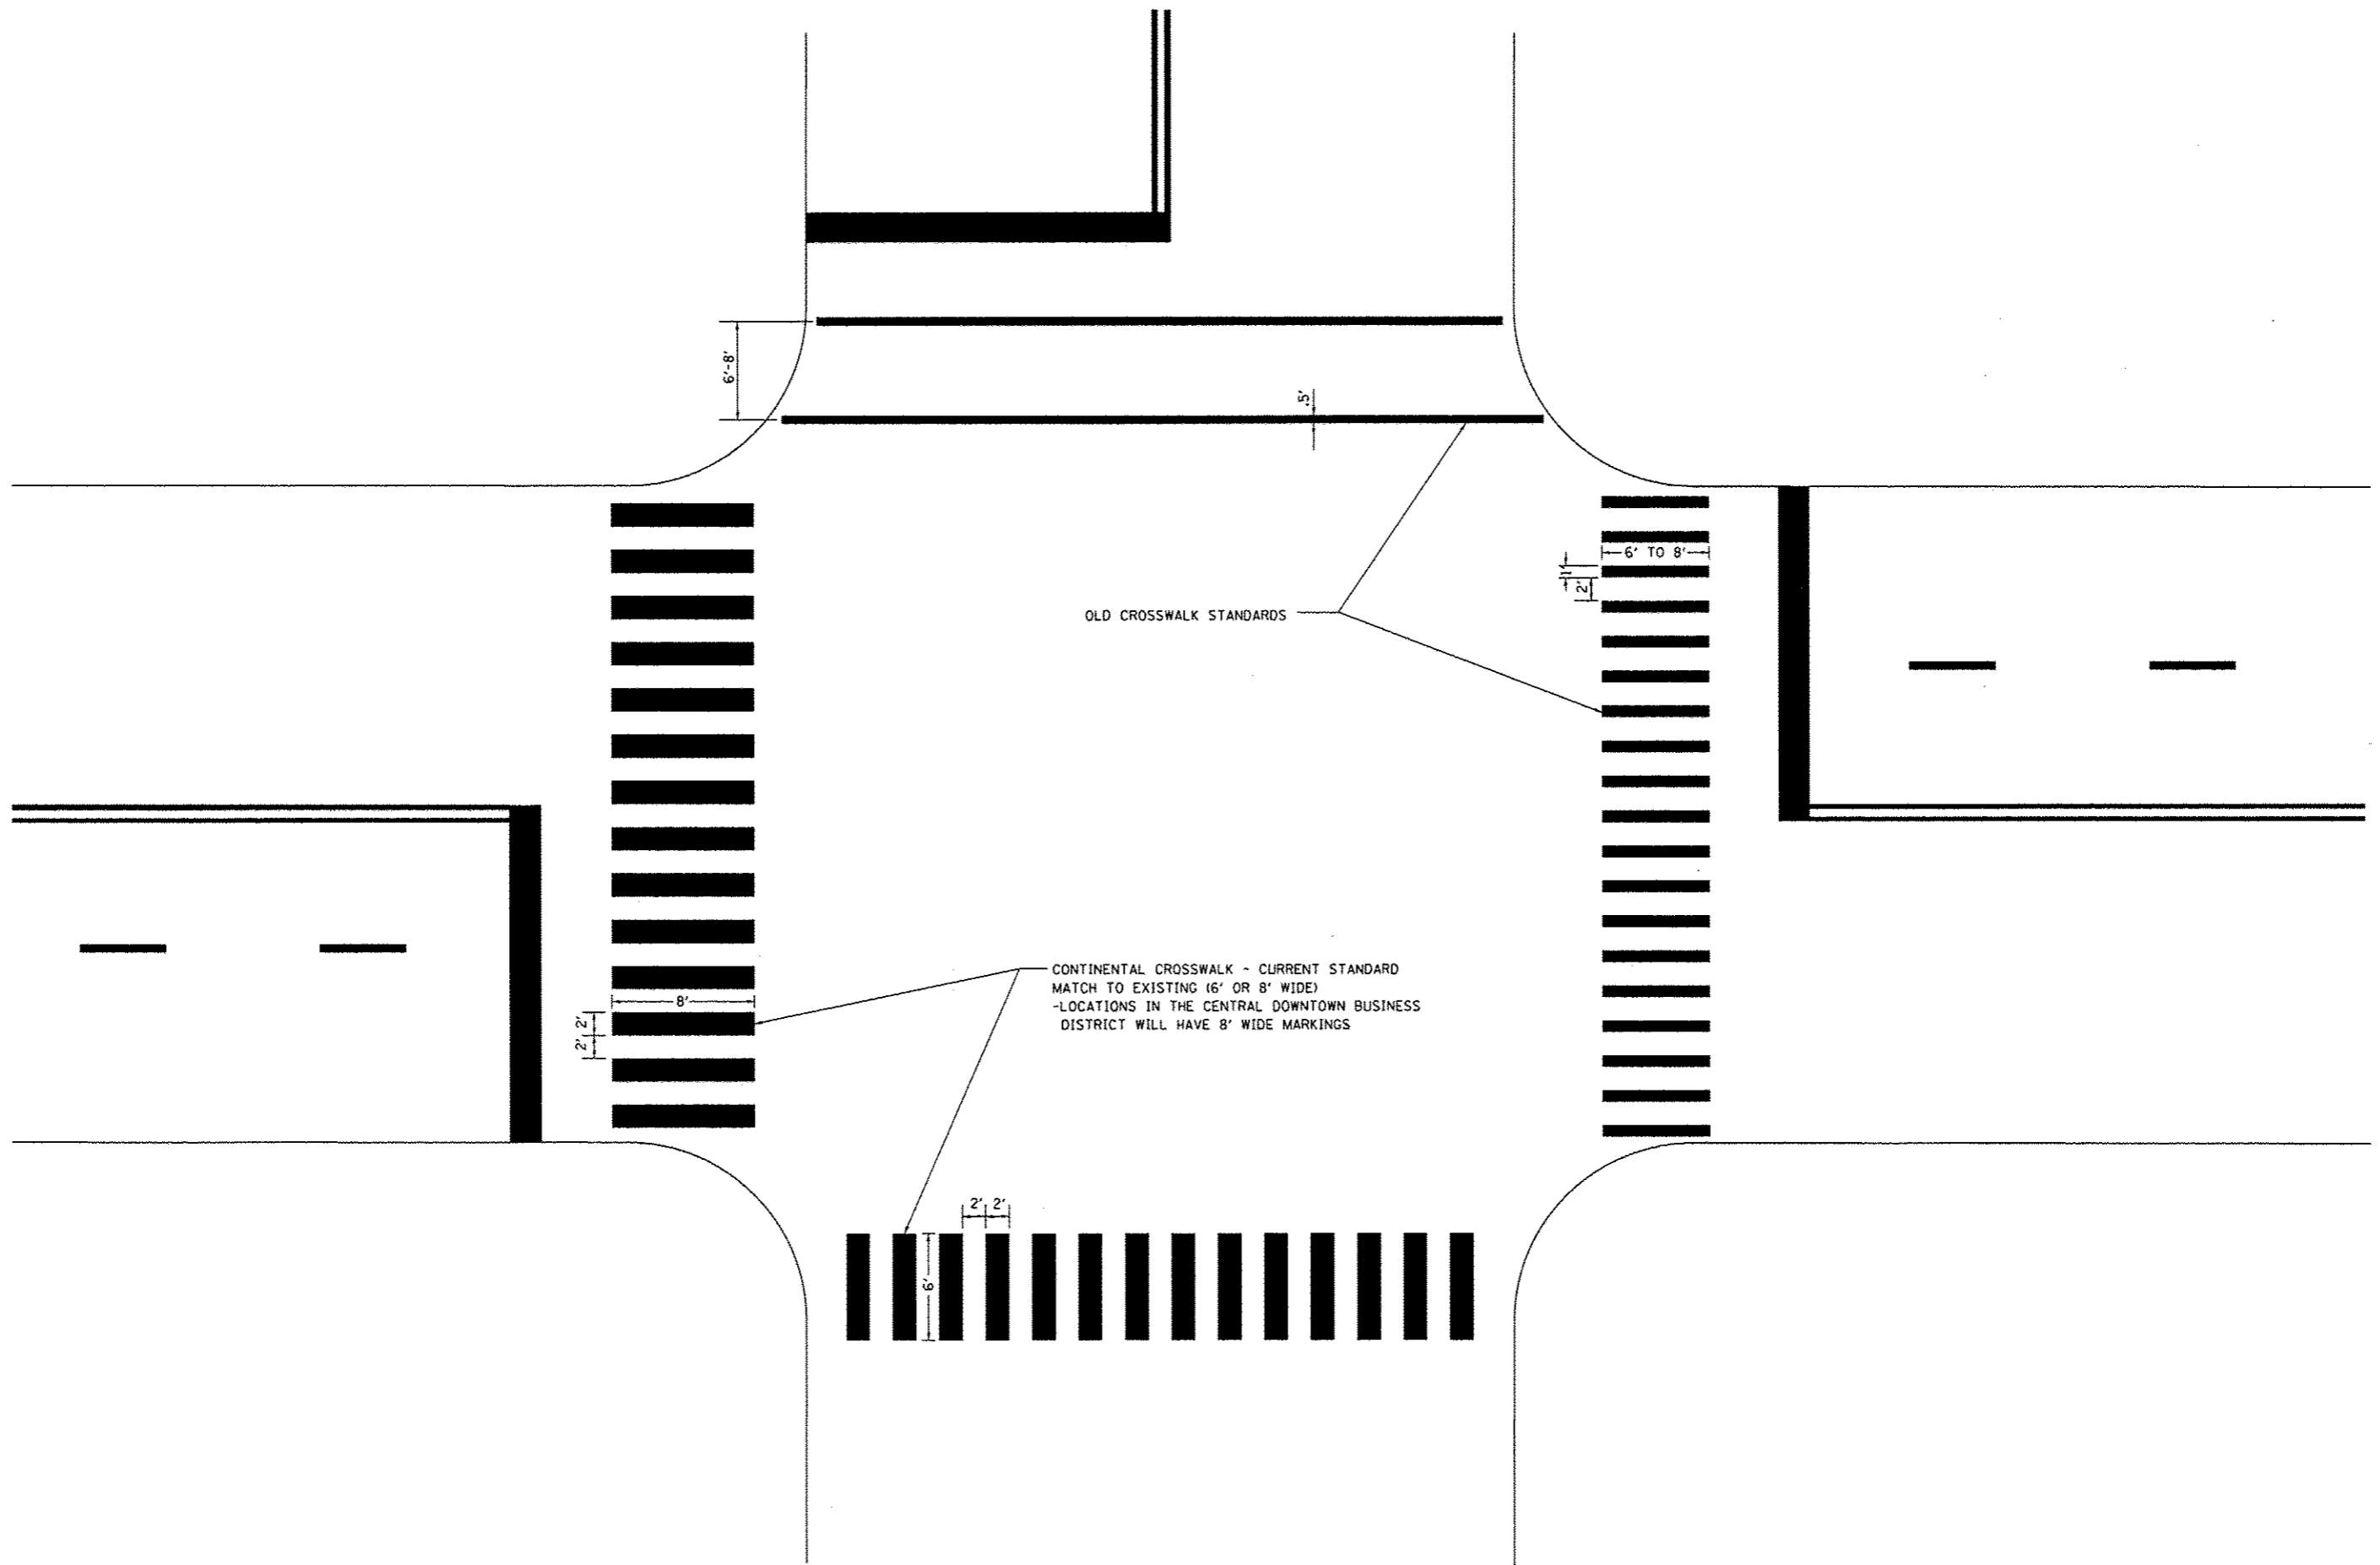 6'-8'
.5'
6' TO 8'
1'
2'
OLD CROSSWALK STANDARDS
CONTINENTAL CROSSWALK - CURRENT STANDARD
MATCH TO EXISTING (6' OR 8' WIDE)
-LOCATIONS IN THE CENTRAL DOWNTOWN BUSINESS
DISTRICT WILL HAVE 8' WIDE MARKINGS
8'
2'
2'
2' 2'
6'